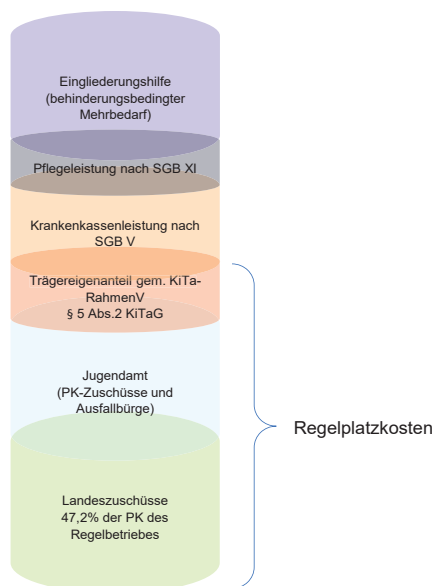 Eingliederungshilfe
(behinderungsbedingter
Mehrbedarf)
Pflegeleistung nach SGB XI
Krankenkassenleistung nach
SGB V
Trägereigenanteil gem. KiTa-
RahmenV
§ 5 Abs.2 KiTaG
Jugendamt
(PK-Zuschüsse und
Ausfallbürge)
Regelplatzkosten
Landeszuschüsse
47,2% der PK des
Regelbetriebes